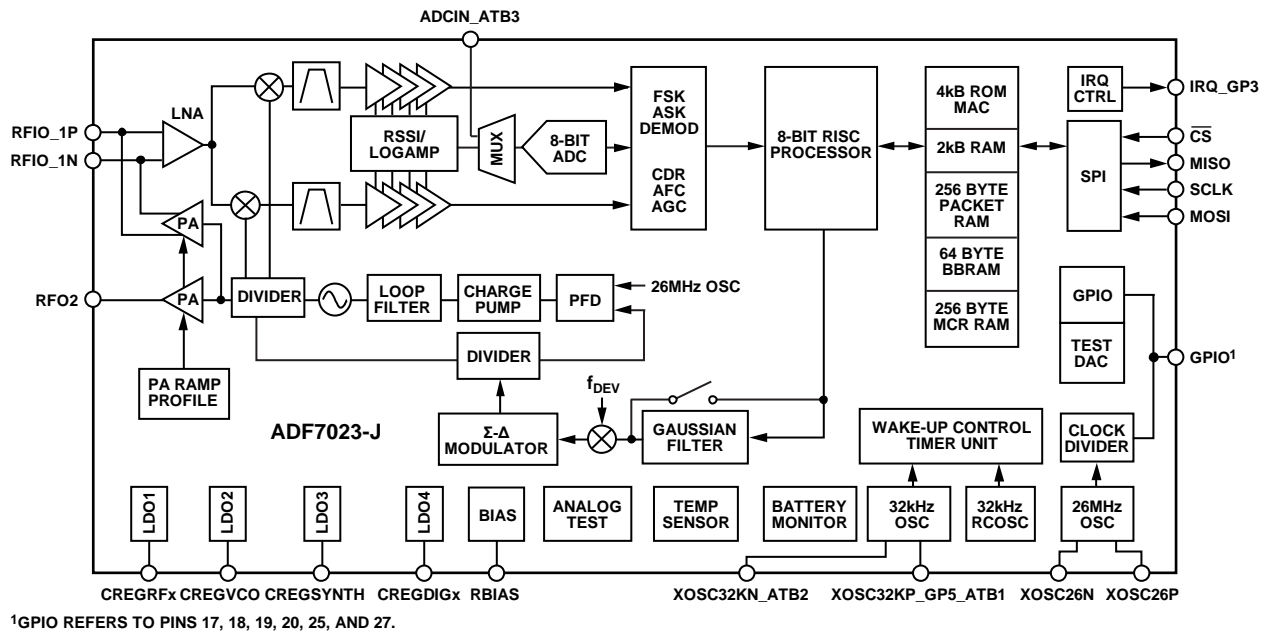 ADCIN_ATB3
RFIO_1P
RFIO_1N
LNA
RSSI/
LOGAMP
MUX
8-BIT
ADC
FSK
ASK
DEMOD
CDR
AFC
AGC
8-BIT RISC
PROCESSOR
4kB ROM
MAC
2kB RAM
256 BYTE
PACKET
RAM
64 BYTE
BBRAM
256 BYTE
MCR RAM
IRQ
CTRL
SPI
IRQ_GP3
CS
MISO
SCLK
MOSI
PA
RFO2
PA
DIVIDER
LOOP
FILTER
CHARGE
PUMP
PFD
26MHz OSC
GPIO
TEST
DAC
GPIO1
DIVIDER
PA RAMP
PROFILE
fDEV
ADF7023-J
Σ-Δ
MODULATOR
GAUSSIAN
FILTER
WAKE-UP CONTROL
TIMER UNIT
CLOCK
DIVIDER
LDO1
LDO2
LDO3
LDO4
BIAS
ANALOG
TEST
TEMP
SENSOR
BATTERY
MONITOR
32kHz
OSC
32kHz
RCOSC
26MHz
OSC
CREGRFx
CREGVCO
CREGSYNTH
CREGDIGx
RBIAS
XOSC32KN_ATB2
XOSC32KP_GP5_ATB1
XOSC26N
XOSC26P
1GPIO REFERS TO PINS 17, 18, 19, 20, 25, AND 27.